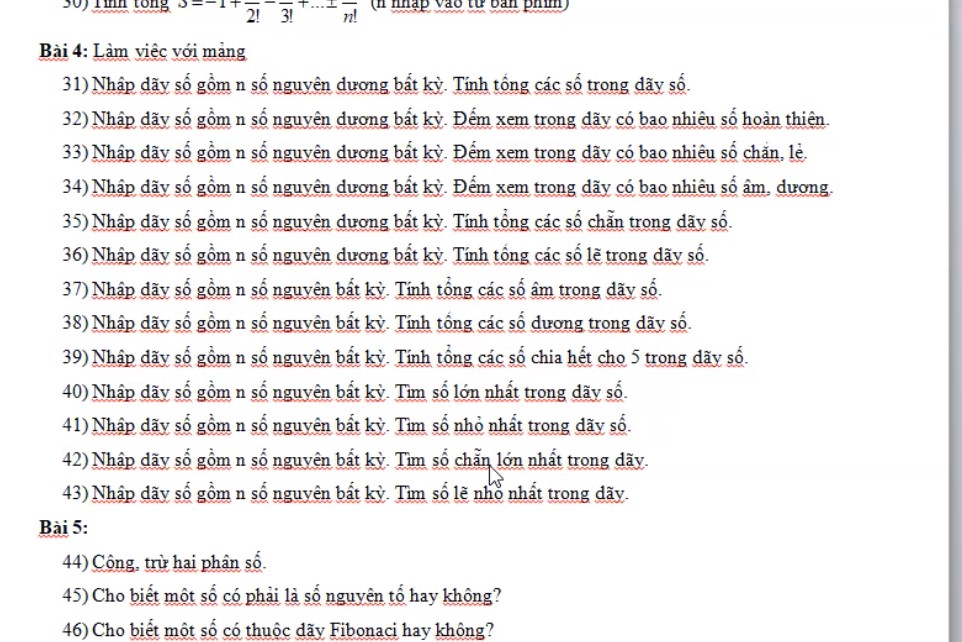 30) Tính tổng S = −1 + 1/2! − 1/3! + ... ± 1/n! (n nhập vào từ bàn phím)
Bài 4: Làm việc với mảng
31) Nhập dãy số gồm n số nguyên dương bất kỳ. Tính tổng các số trong dãy số.
32) Nhập dãy số gồm n số nguyên dương bất kỳ. Đếm xem trong dãy có bao nhiêu số hoàn thiện.
33) Nhập dãy số gồm n số nguyên dương bất kỳ. Đếm xem trong dãy có bao nhiêu số chẵn, lẻ.
34) Nhập dãy số gồm n số nguyên dương bất kỳ. Đếm xem trong dãy có bao nhiêu số âm, dương.
35) Nhập dãy số gồm n số nguyên dương bất kỳ. Tính tổng các số chẵn trong dãy số.
36) Nhập dãy số gồm n số nguyên dương bất kỳ. Tính tổng các số lẽ trong dãy số.
37) Nhập dãy số gồm n số nguyên bất kỳ. Tính tổng các số âm trong dãy số.
38) Nhập dãy số gồm n số nguyên bất kỳ. Tính tổng các số dương trong dãy số.
39) Nhập dãy số gồm n số nguyên bất kỳ. Tính tổng các số chia hết cho 5 trong dãy số.
40) Nhập dãy số gồm n số nguyên bất kỳ. Tìm số lớn nhất trong dãy số.
41) Nhập dãy số gồm n số nguyên bất kỳ. Tìm số nhỏ nhất trong dãy số.
42) Nhập dãy số gồm n số nguyên bất kỳ. Tìm số chẵn lớn nhất trong dãy.
43) Nhập dãy số gồm n số nguyên bất kỳ. Tìm số lẽ nhỏ nhất trong dãy.
Bài 5:
44) Cộng, trừ hai phân số.
45) Cho biết một số có phải là số nguyên tố hay không?
46) Cho biết một số có thuộc dãy Fibonaci hay không?